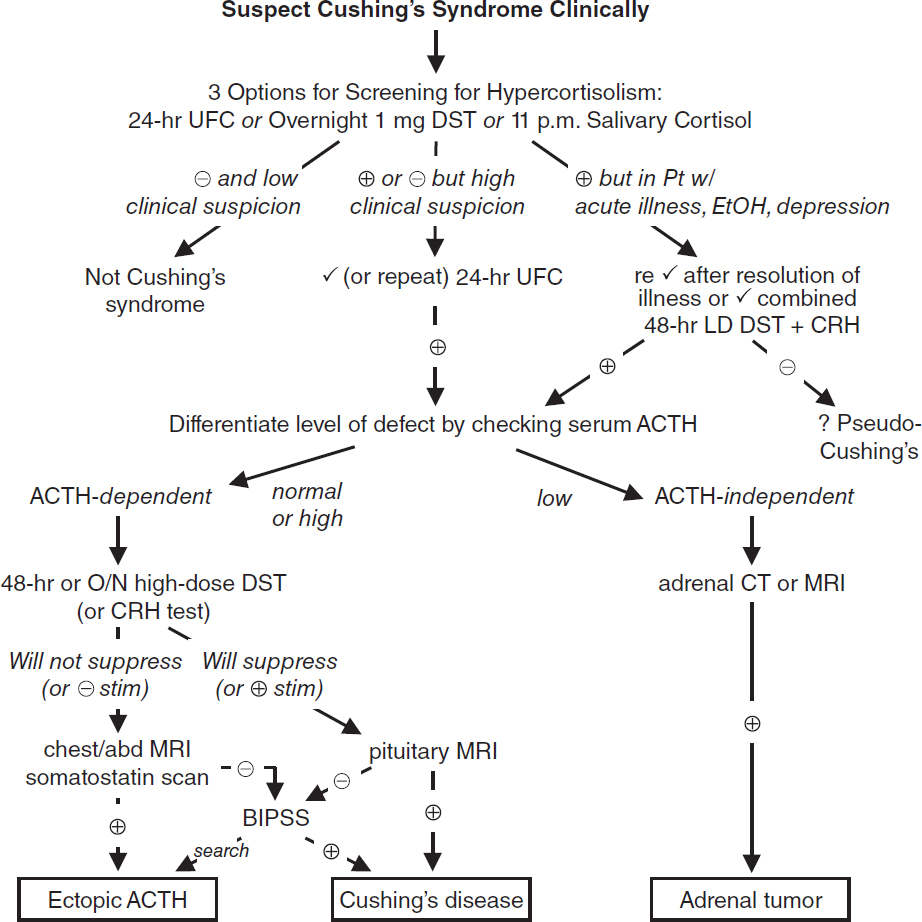 Suspect Cushing's Syndrome Clinically
3 Options for Screening for Hypercortisolism:
24-hr UFC or Overnight 1 mg DST or 11 p.m. Salivary Cortisol
⊖ and low
clinical suspicion
⊕ or ⊖ but high
clinical suspicion
⊕ but in Pt w/
acute illness, EtOH, depression
Not Cushing's
syndrome
✓ (or repeat) 24-hr UFC
re ✓ after resolution of
illness or ✓ combined
48-hr LD DST + CRH
⊕
⊕
⊖
Differentiate level of defect by checking serum ACTH
? Pseudo-
Cushing's
ACTH-dependent
normal
or high
low
ACTH-independent
48-hr or O/N high-dose DST
(or CRH test)
adrenal CT or MRI
Will not suppress
(or ⊖ stim)
Will suppress
(or ⊕ stim)
⊕
chest/abd MRI
somatostatin scan
⊖
pituitary MRI
⊖
BIPSS
⊕
⊕
search
⊕
Ectopic ACTH
Cushing's disease
Adrenal tumor